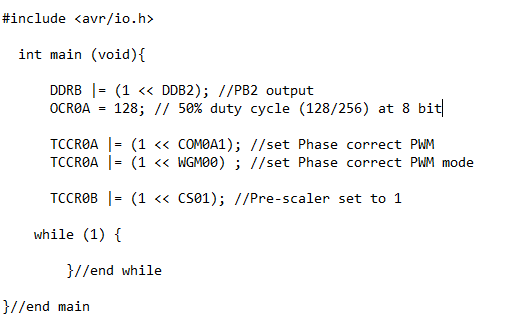 #include <avr/io.h>
int main (void){
DDRB |= (1 << DDB2); //PB2 output
OCR0A = 128; // 50% duty cycle (128/256) at 8 bit
TCCR0A |= (1 << COM0A1); //set Phase correct PWM
TCCR0A |= (1 << WGM00) ; //set Phase correct PWM mode
TCCR0B |= (1 << CS01); //Pre-scaler set to 1
while (1) {
}//end while
}//end main